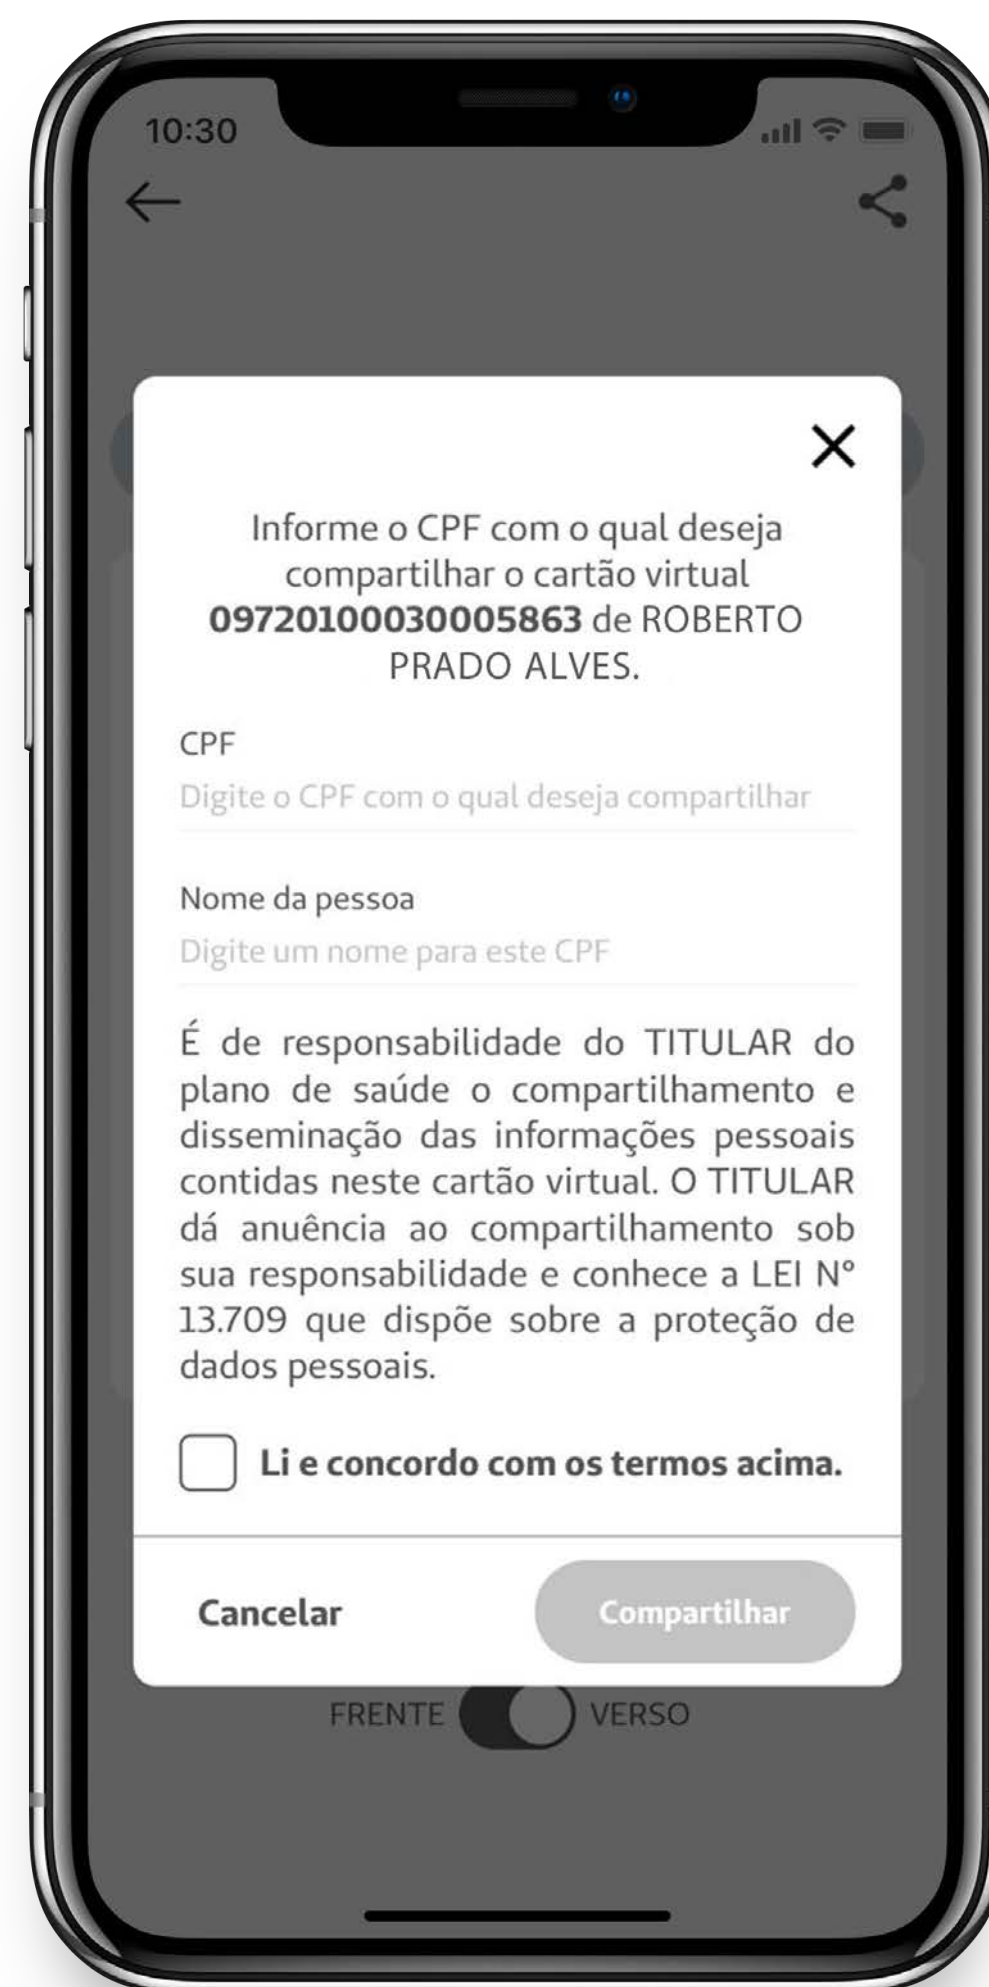 10:30
Informe o CPF com o qual deseja
compartilhar o cartão virtual
09720100030005863 de ROBERTO
PRADO ALVES.
CPF
Digite o CPF com o qual deseja compartilhar
Nome da pessoa
Digite um nome para este CPF
É de responsabilidade do TITULAR do
plano de saúde o compartilhamento e
disseminação das informações pessoais
contidas neste cartão virtual. O TITULAR
dá anuência ao compartilhamento sob
sua responsabilidade e conhece a LEI Nº
13.709 que dispõe sobre a proteção de
dados pessoais.
Li e concordo com os termos acima.
Cancelar Compartilhar
FRENTE VERSO